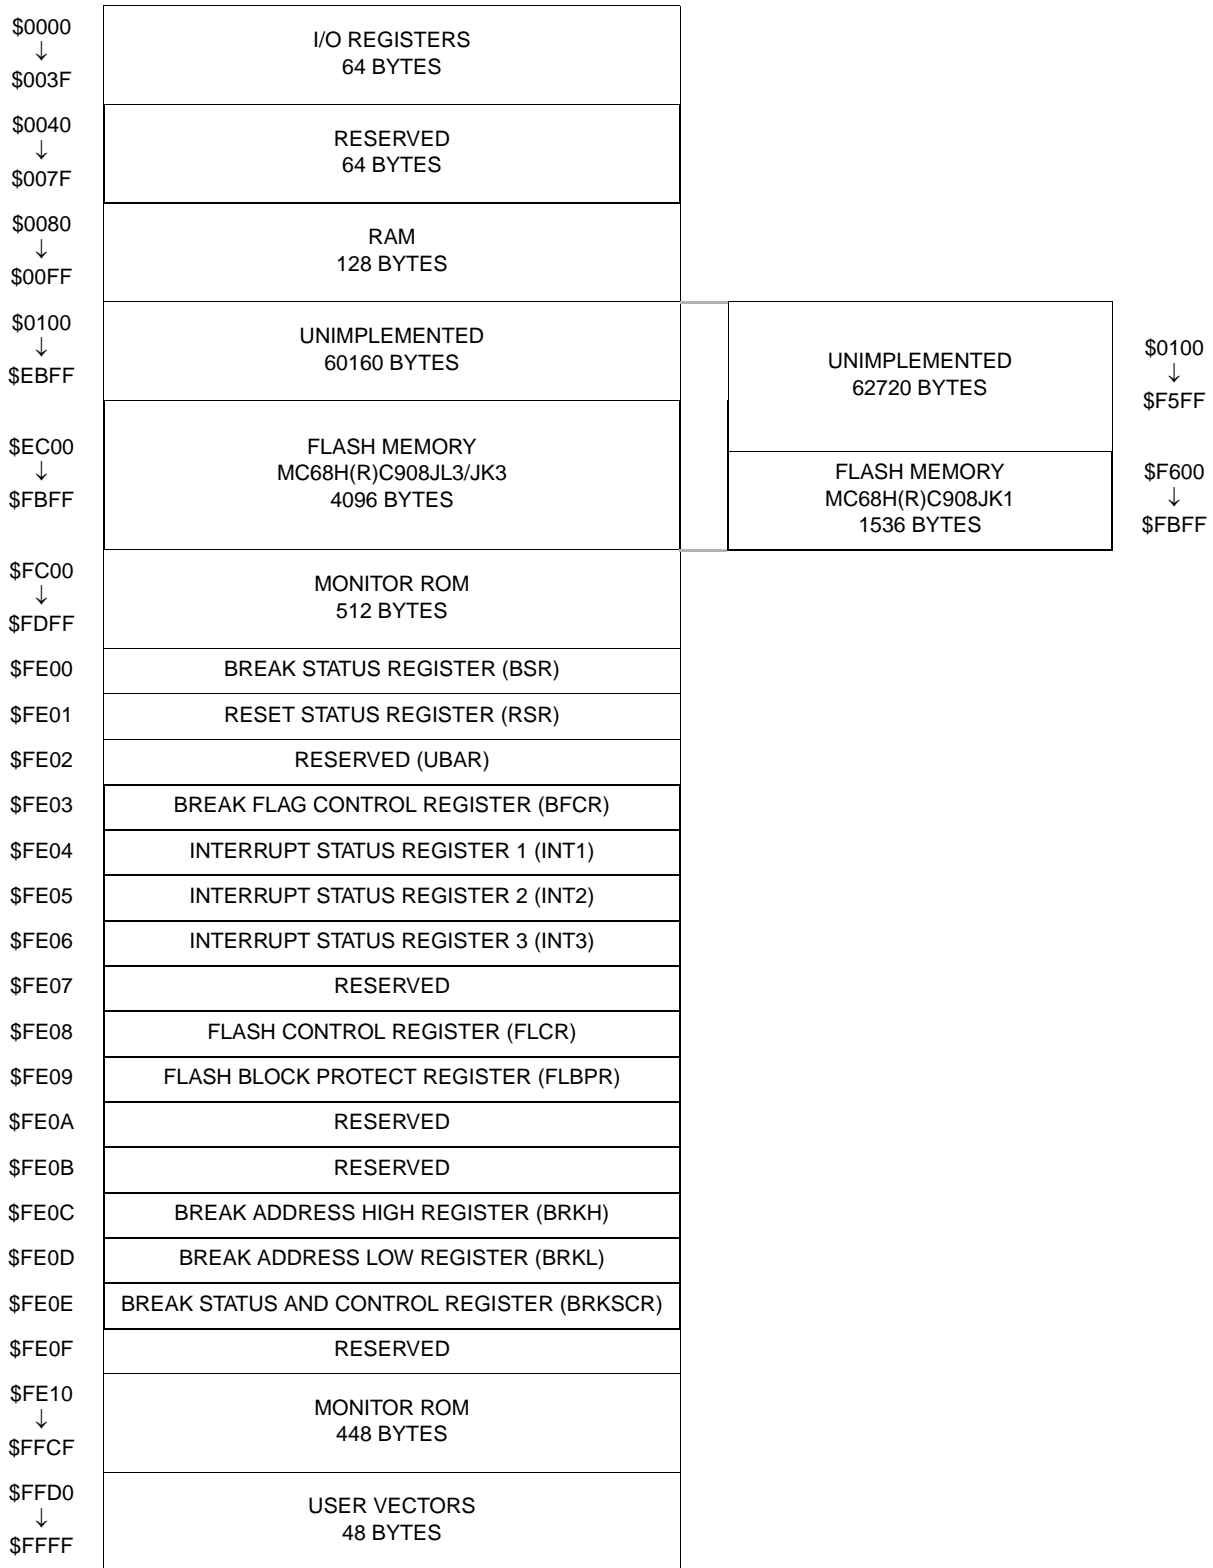 $0000
↓
$003F
I/O REGISTERS
64 BYTES
$0040
↓
$007F
RESERVED
64 BYTES
$0080
↓
$00FF
RAM
128 BYTES
$0100
↓
$EBFF
UNIMPLEMENTED
60160 BYTES
UNIMPLEMENTED
62720 BYTES
$0100
↓
$F5FF
$EC00
↓
$FBFF
FLASH MEMORY
MC68H(R)C908JL3/JK3
4096 BYTES
FLASH MEMORY
MC68H(R)C908JK1
1536 BYTES
$F600
↓
$FBFF
$FC00
↓
$FDFF
MONITOR ROM
512 BYTES
$FE00 BREAK STATUS REGISTER (BSR)
$FE01 RESET STATUS REGISTER (RSR)
$FE02 RESERVED (UBAR)
$FE03 BREAK FLAG CONTROL REGISTER (BFCR)
$FE04 INTERRUPT STATUS REGISTER 1 (INT1)
$FE05 INTERRUPT STATUS REGISTER 2 (INT2)
$FE06 INTERRUPT STATUS REGISTER 3 (INT3)
$FE07 RESERVED
$FE08 FLASH CONTROL REGISTER (FLCR)
$FE09 FLASH BLOCK PROTECT REGISTER (FLBPR)
$FE0A RESERVED
$FE0B RESERVED
$FE0C BREAK ADDRESS HIGH REGISTER (BRKH)
$FE0D BREAK ADDRESS LOW REGISTER (BRKL)
$FE0E BREAK STATUS AND CONTROL REGISTER (BRKSCR)
$FE0F RESERVED
$FE10
↓
$FFCF
MONITOR ROM
448 BYTES
$FFD0
↓
$FFFF
USER VECTORS
48 BYTES